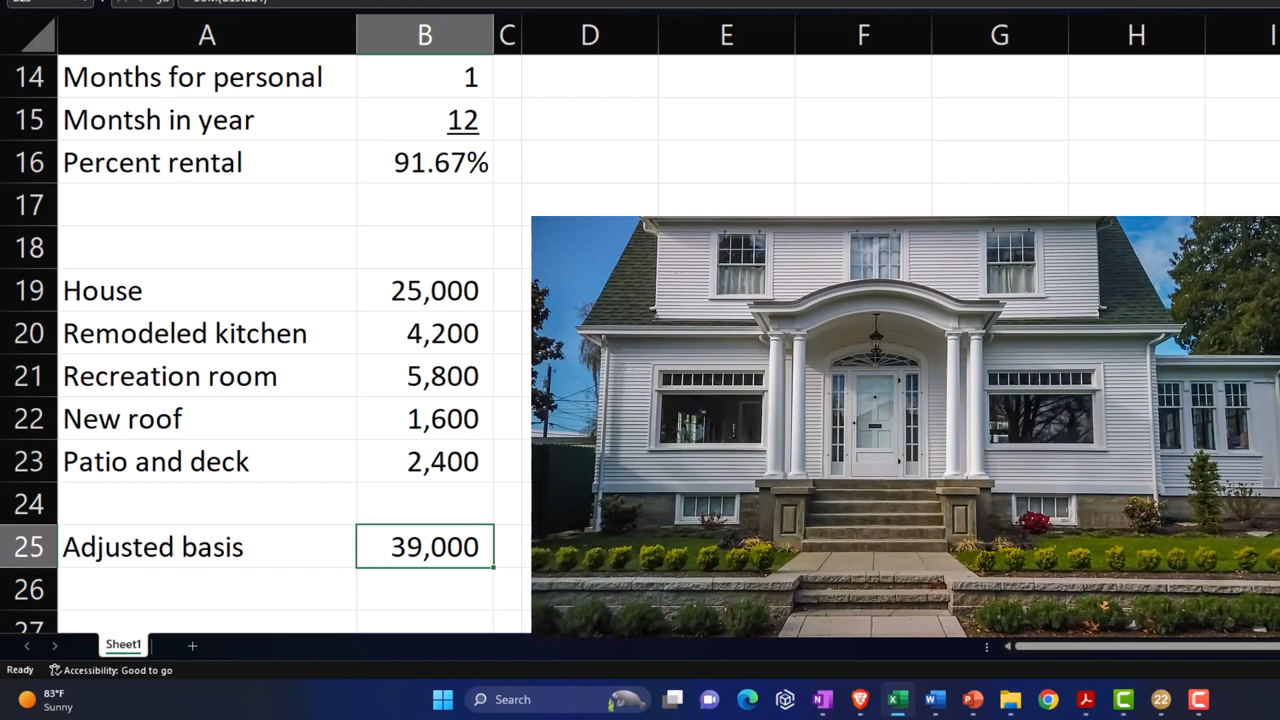 A B C D E F G H
14 Months for personal 1
15 Montsh in year 12
16 Percent rental 91.67%
17
18
19 House 25,000
20 Remodeled kitchen 4,200
21 Recreation room 5,800
22 New roof 1,600
23 Patio and deck 2,400
24
25 Adjusted basis 39,000
26
27
Sheet1
Ready Accessibility: Good to go
83°F
Sunny
Search
22